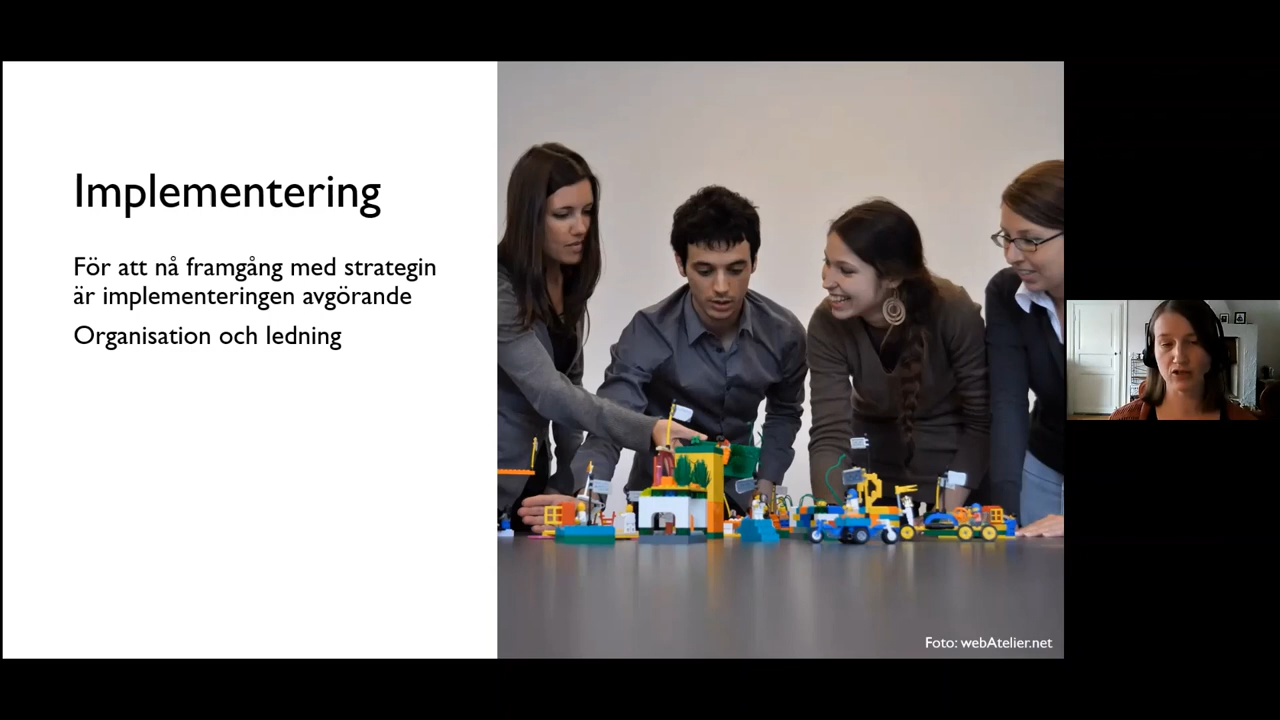 Implementering
För att nå framgång med strategin
är implementeringen avgörande
Organisation och ledning
Foto: webAtelier.net